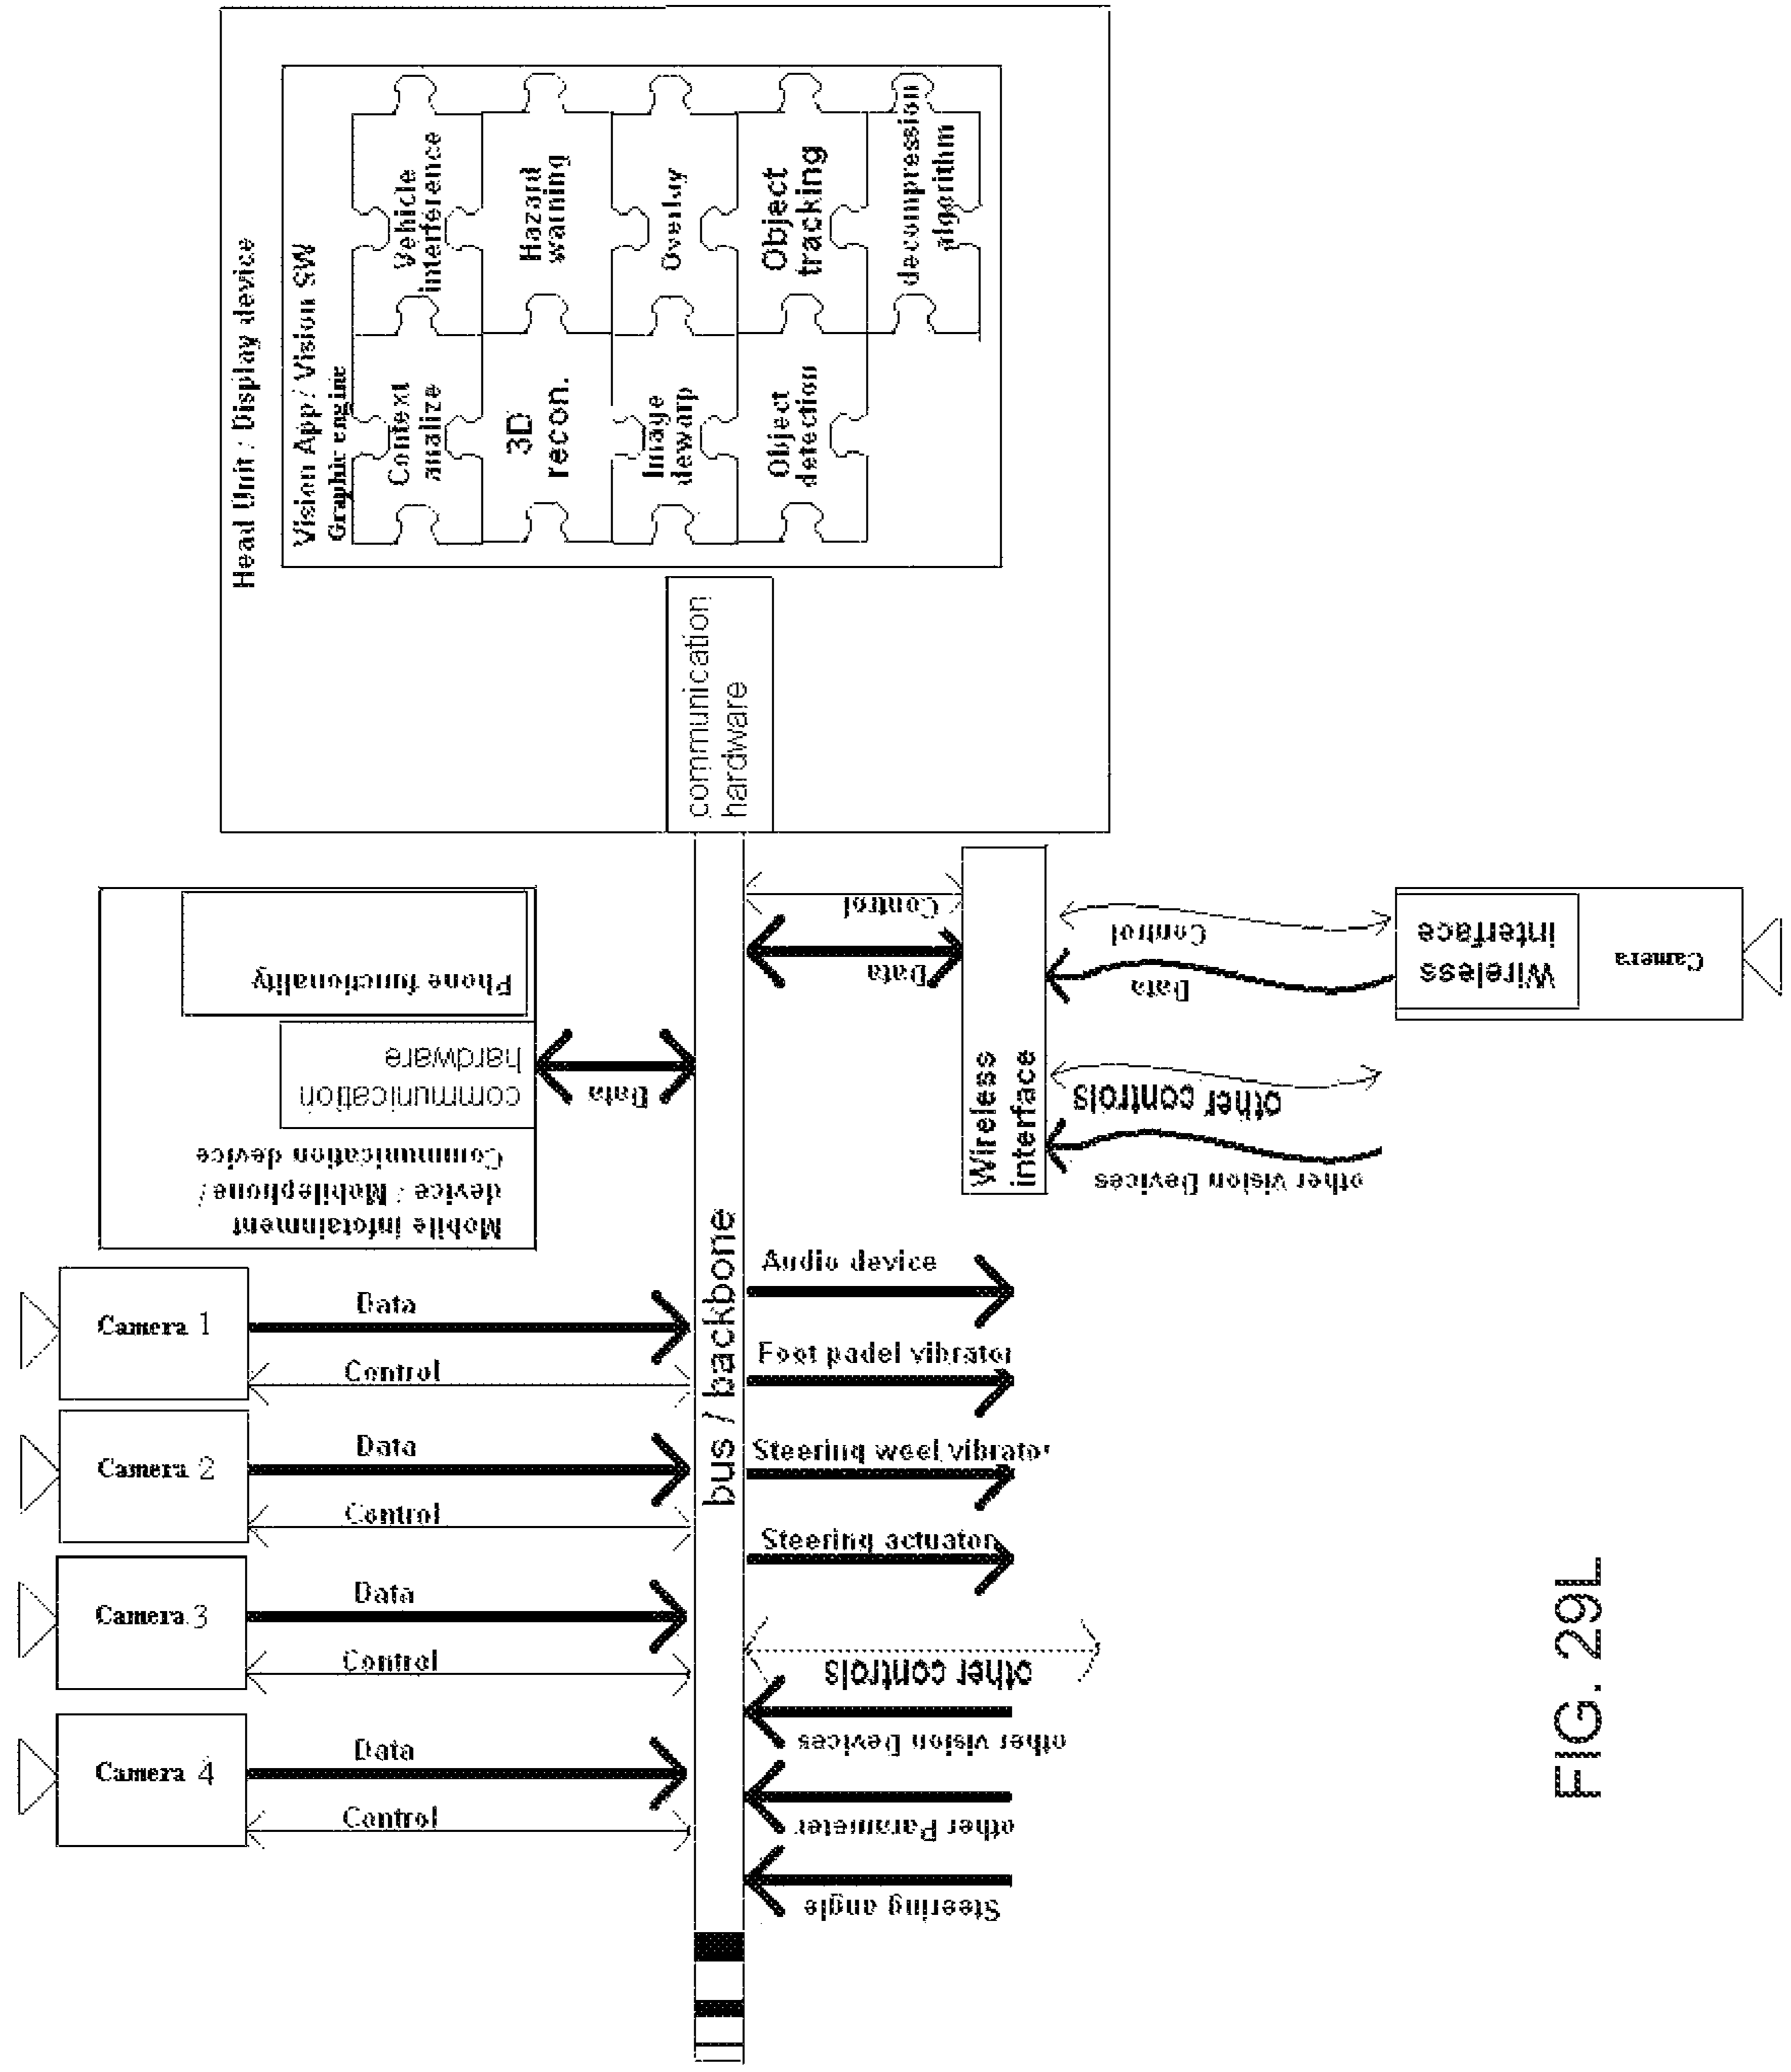 Head Unit / Display device
Vision App/ Vision SW
Graphic engine
Context
analize
Vehicle
interference
3D
recon.
Hazard
warning
Image
dewarp
Overlay
Object
detection
Object
tracking
decompression
algorithm
communication
hardware
Mobile infotainment
device / Mobilephone/
Communication device
communication
hardware
Phone functionality
Data
Control
Data
Wireless
interface
Control
Data
Wireless
interface
Camera
other controls
other vision Devices
bus / backbone
Camera 1
Data
Control
Camera 2
Data
Control
Camera 3
Data
Control
Camera 4
Data
Control
Audio device
Foot padel vibrator
Steering weel vibrator
Steering actuator
other controls
other vision Devices
other Parameter
Steering angle
FIG. 29L